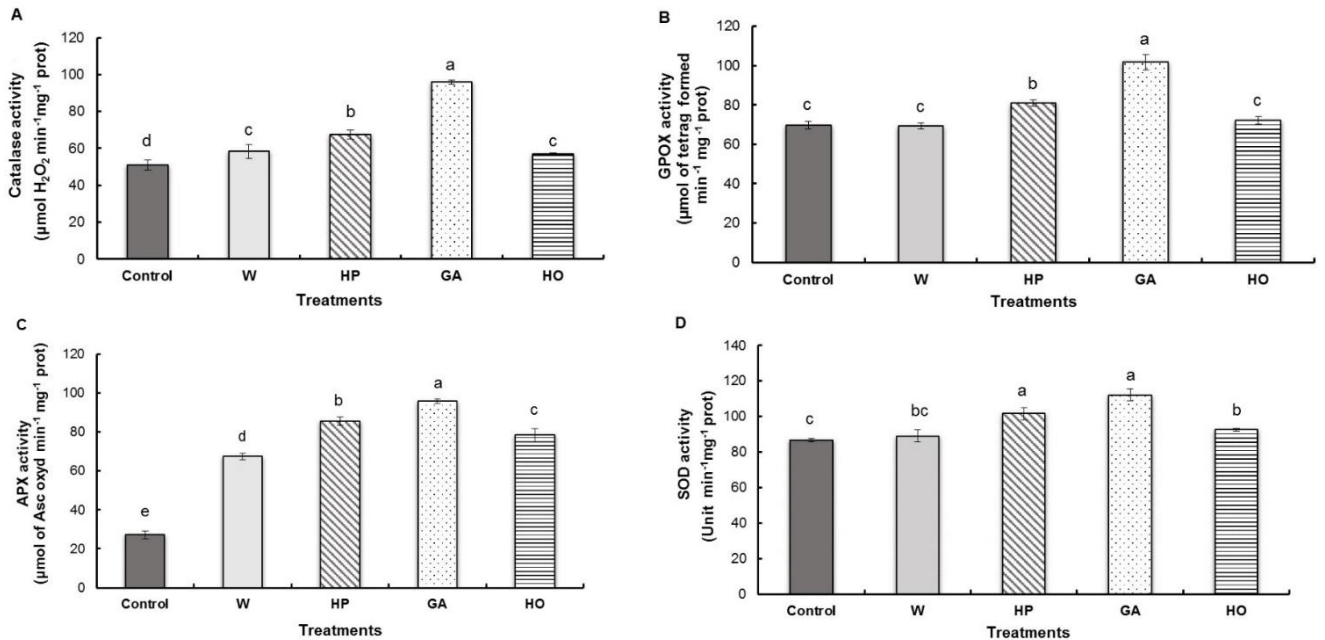 A
Catalase activity
(µmol H₂O₂ min⁻¹mg⁻¹ prot)
120
100
80
60
40
20
0
d
c
b
a
c
Control W HP GA HO
Treatments
B
GPOX activity
(µmol of tetrag formed
min⁻¹ mg⁻¹ prot)
120
100
80
60
40
20
0
c
c
b
a
c
Control W HP GA HO
Treatments
C
APX activity
(µmol of Asc oxyd min⁻¹ mg⁻¹ prot)
120
100
80
60
40
20
0
e
d
b
a
c
Control W HP GA HO
Treatments
D
SOD activity
(Unit min⁻¹mg⁻¹ prot)
140
120
100
80
60
40
20
0
c
bc
a
a
b
Control W HP GA HO
Treatments